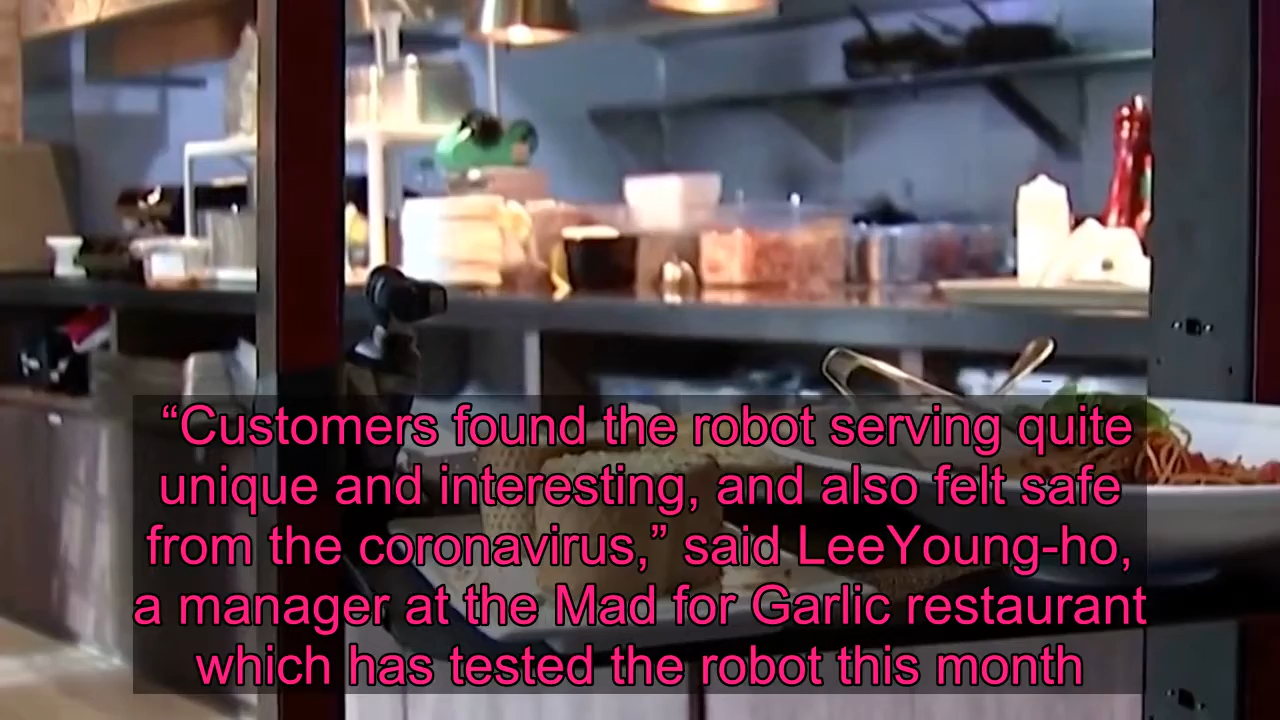 “Customers found the robot serving quite
unique and interesting, and also felt safe
from the coronavirus,” said LeeYoung-ho,
a manager at the Mad for Garlic restaurant
which has tested the robot this month